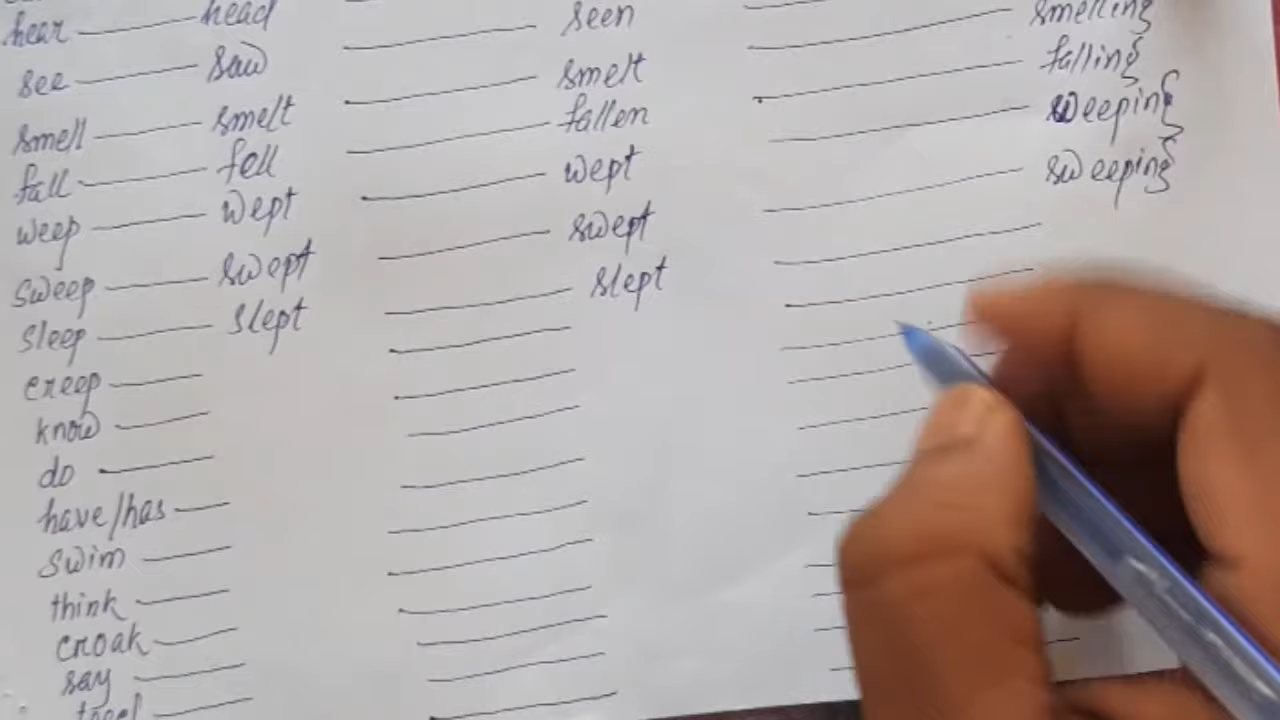 hear head seen smelling
see saw smelt falling
smell smelt fallen sweeping
fall fell wept sweeping
weep wept swept
sweep swept slept
sleep slept
creep
know
do
have/has
swim
think
croak
say